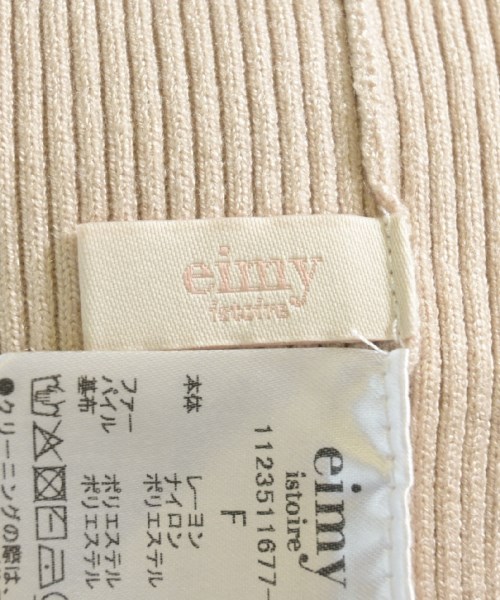 eimy
istoire
eimy
istoire
1123511677-
F
本体
レーヨン
ナイロン
ポリエステル
ファー
パイル
ポリエステル
基布
ポリエステル
●クリーニングの際は、